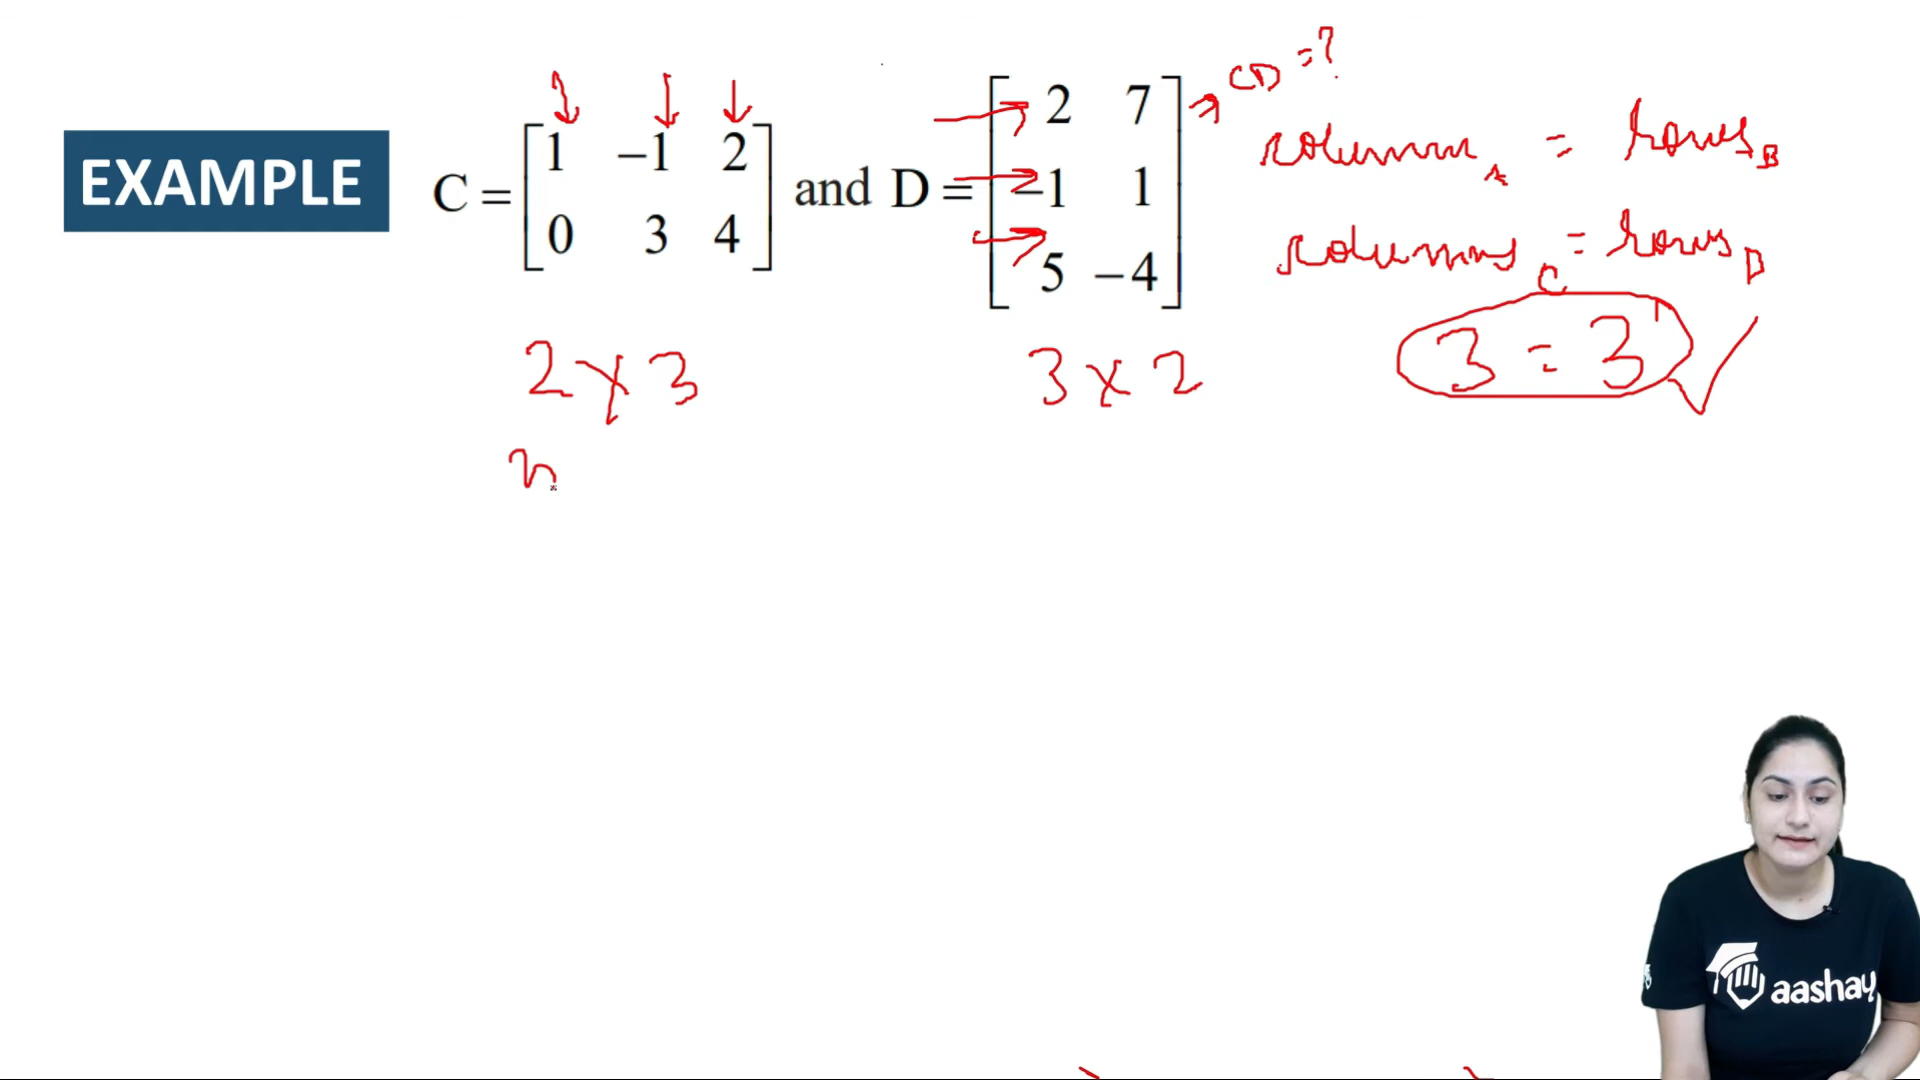 CD = ?
EXAMPLE
C = [1 −1 2
0 3 4] and D = [2 7
−1 1
5 −4]
column A = rows B
columns C = rows D
2 × 3
3 × 2
3 = 3
n
aashay